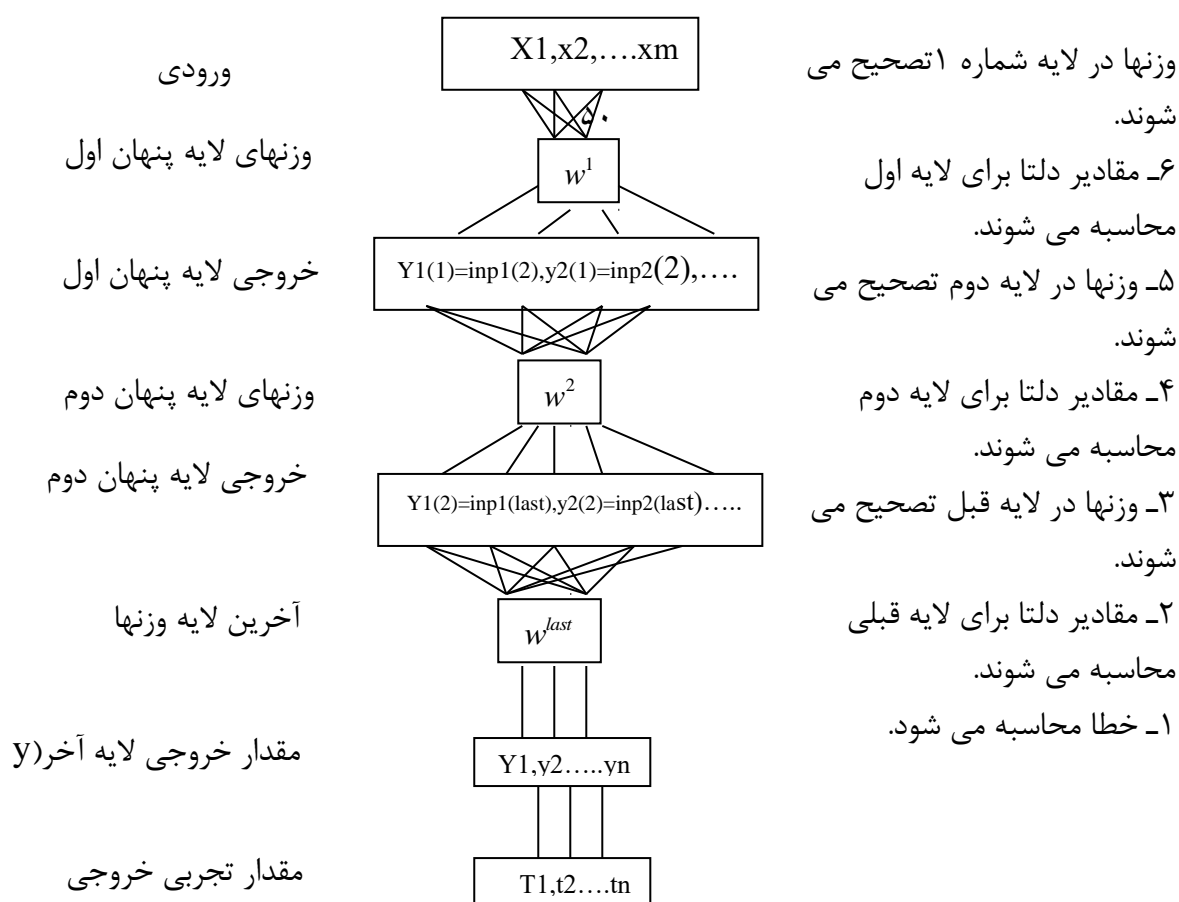 X1,x2,….xm
وزنها در لایه شماره ۱تصحیح می
شوند.
ورودی
۵۰
وزنهای لایه پنهان اول
w1
۶ـ مقادیر دلتا برای لایه اول
محاسبه می شوند.
خروجی لایه پنهان اول
Y1(1)=inp1(2),y2(1)=inp2(2),….
۵ـ وزنها در لایه دوم تصحیح می
شوند.
وزنهای لایه پنهان دوم
w2
۴ـ مقادیر دلتا برای لایه دوم
محاسبه می شوند.
خروجی لایه پنهان دوم
Y1(2)=inp1(last),y2(2)=inp2(last)…..
۳ـ وزنها در لایه قبل تصحیح می
شوند.
آخرین لایه وزنها
wlast
۲ـ مقادیر دلتا برای لایه قبلی
محاسبه می شوند.
۱ـ خطا محاسبه می شود.
مقدار خروجی لایه آخر(y
Y1,y2…..yn
مقدار تجربی خروجی
T1,t2….tn